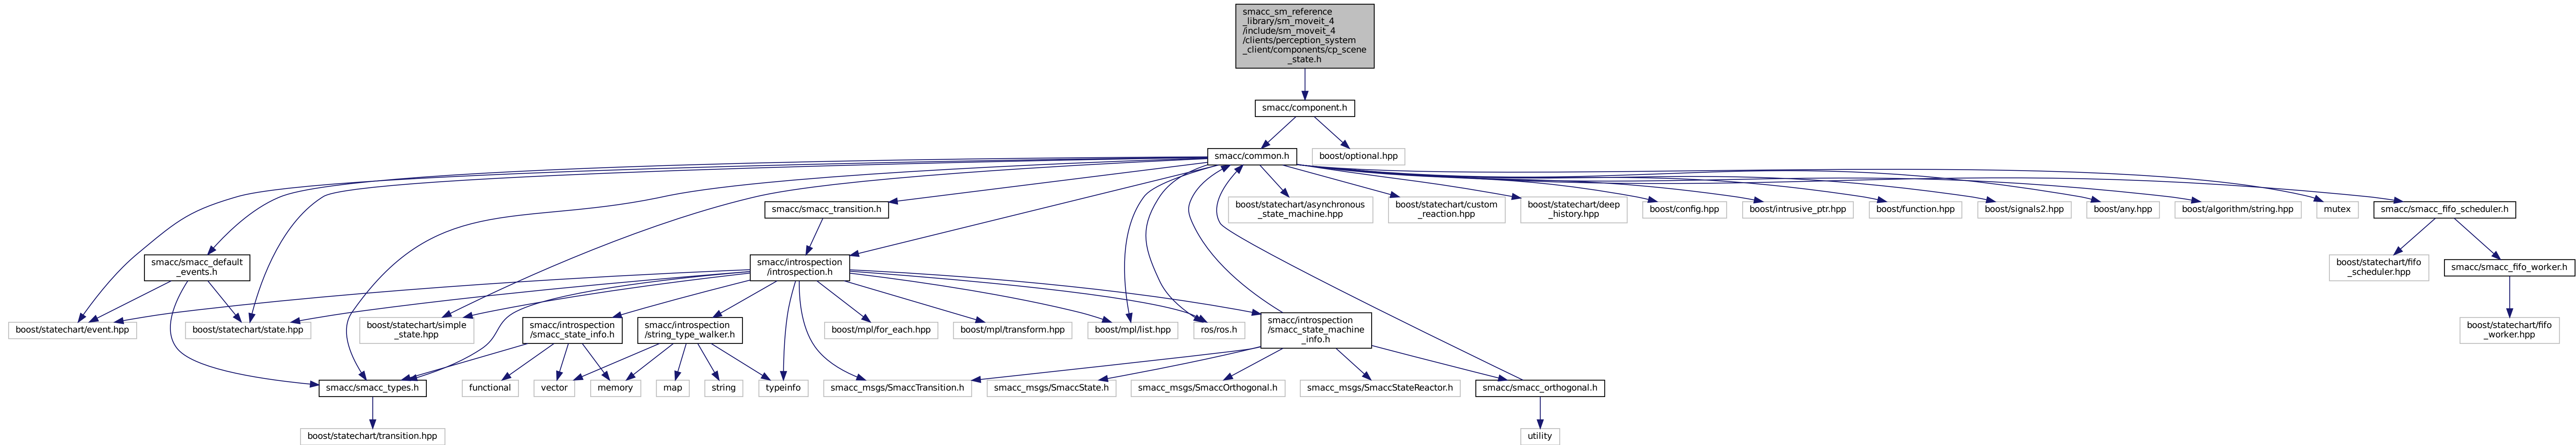 smacc_sm_reference
_library/sm_moveit_4
/include/sm_moveit_4
/clients/perception_system
_client/components/cp_scene
_state.h
smacc/component.h
smacc/common.h
boost/optional.hpp
smacc/smacc_transition.h
boost/statechart/asynchronous
_state_machine.hpp
boost/statechart/custom
_reaction.hpp
boost/statechart/deep
_history.hpp
boost/config.hpp
boost/intrusive_ptr.hpp
boost/function.hpp
boost/signals2.hpp
boost/any.hpp
boost/algorithm/string.hpp
mutex
smacc/smacc_fifo_scheduler.h
smacc/smacc_default
_events.h
smacc/introspection
/introspection.h
boost/statechart/fifo
_scheduler.hpp
smacc/smacc_fifo_worker.h
boost/statechart/event.hpp
boost/statechart/state.hpp
boost/statechart/simple
_state.hpp
smacc/introspection
/smacc_state_info.h
smacc/introspection
/string_type_walker.h
boost/mpl/for_each.hpp
boost/mpl/transform.hpp
boost/mpl/list.hpp
ros/ros.h
smacc/introspection
/smacc_state_machine
_info.h
boost/statechart/fifo
_worker.hpp
smacc/smacc_types.h
functional
vector
memory
map
string
typeinfo
smacc_msgs/SmaccTransition.h
smacc_msgs/SmaccState.h
smacc_msgs/SmaccOrthogonal.h
smacc_msgs/SmaccStateReactor.h
smacc/smacc_orthogonal.h
boost/statechart/transition.hpp
utility